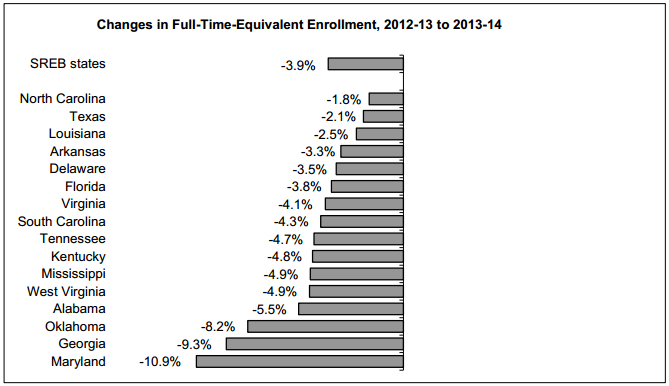 Changes in Full-Time-Equivalent Enrollment, 2012-13 to 2013-14
SREB states -3.9%
North Carolina -1.8%
Texas -2.1%
Louisiana -2.5%
Arkansas -3.3%
Delaware -3.5%
Florida -3.8%
Virginia -4.1%
South Carolina -4.3%
Tennessee -4.7%
Kentucky -4.8%
Mississippi -4.9%
West Virginia -4.9%
Alabama -5.5%
Oklahoma -8.2%
Georgia -9.3%
Maryland -10.9%